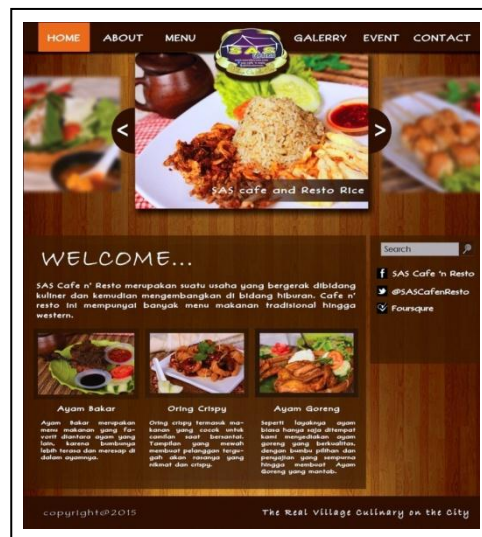 HOME ABOUT MENU GALERRY EVENT CONTACT
SAS
< >
SAS cafe and Resto Rice
WELCOME...
SAS Cafe n' Resto merupakan suatu usaha yang bergerak dibidang
kuliner dan kemudian mengembangkan di bidang hiburan. Cafe n'
resto ini mempunyai banyak menu makanan tradisional hingga
western.
Search
SAS Cafe 'n Resto
@SASCafenResto
Foursqure
Ayam Bakar
Ayam Bakar merupakan
menu makanan yang fa-
vorit diantara ayam yang
lain, karena bumbunya
lebih terasa dan meresap di
dalam ayamnya.
Oring Crispy
Oring crispy termasuk ma-
kanan yang cocok untuk
camilan saat bersantai.
Tampilan yang mewah
membuat pelanggan tergu-
gah akan rasanya yang
nikmat dan crispy.
Ayam Goreng
Seperti layaknya ayam
biasa hanya saja ditempat
kami menyediakan ayam
goreng yang berkualitas,
dengan bumbu pilihan dan
penyajian yang sempurna
hingga membuat Ayam
Goreng yang mantab.
copyright@2015
The Real Village Culinary on the City